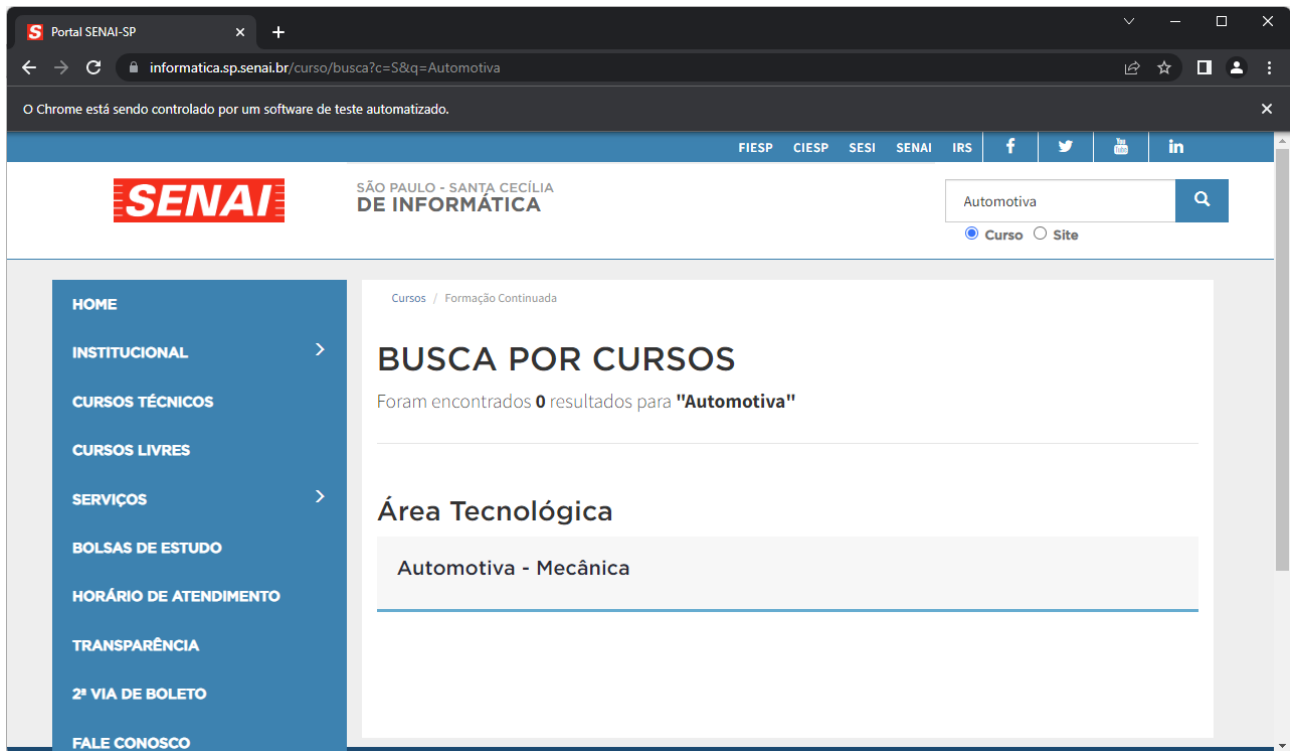 Portal SENAI-SP
informatica.sp.senai.br/curso/busca?c=S&q=Automotiva
O Chrome está sendo controlado por um software de teste automatizado.
FIESP CIESP SESI SENAI IRS f You Tube in
SENAI
SÃO PAULO - SANTA CECÍLIA
DE INFORMÁTICA
Automotiva
Curso Site
HOME
INSTITUCIONAL
CURSOS TÉCNICOS
CURSOS LIVRES
SERVIÇOS
BOLSAS DE ESTUDO
HORÁRIO DE ATENDIMENTO
TRANSPARÊNCIA
2ª VIA DE BOLETO
FALE CONOSCO
Cursos / Formação Continuada
BUSCA POR CURSOS
Foram encontrados 0 resultados para "Automotiva"
Área Tecnológica
Automotiva - Mecânica